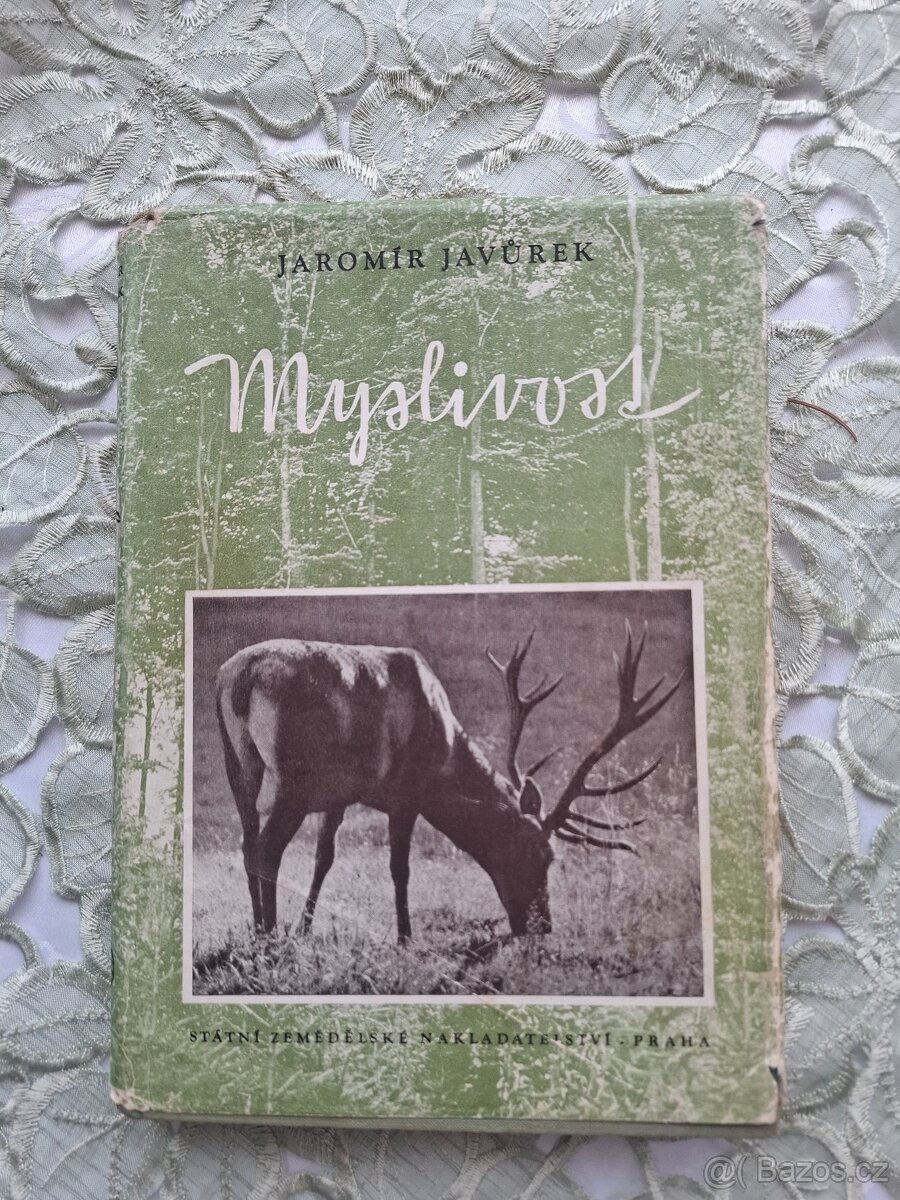 JAROMÍR JAVŮREK
Myslivost
STÁTNÍ ZEMĚDĚLSKÉ NAKLADATELSTVÍ - PRAHA
@( Bazos.cz